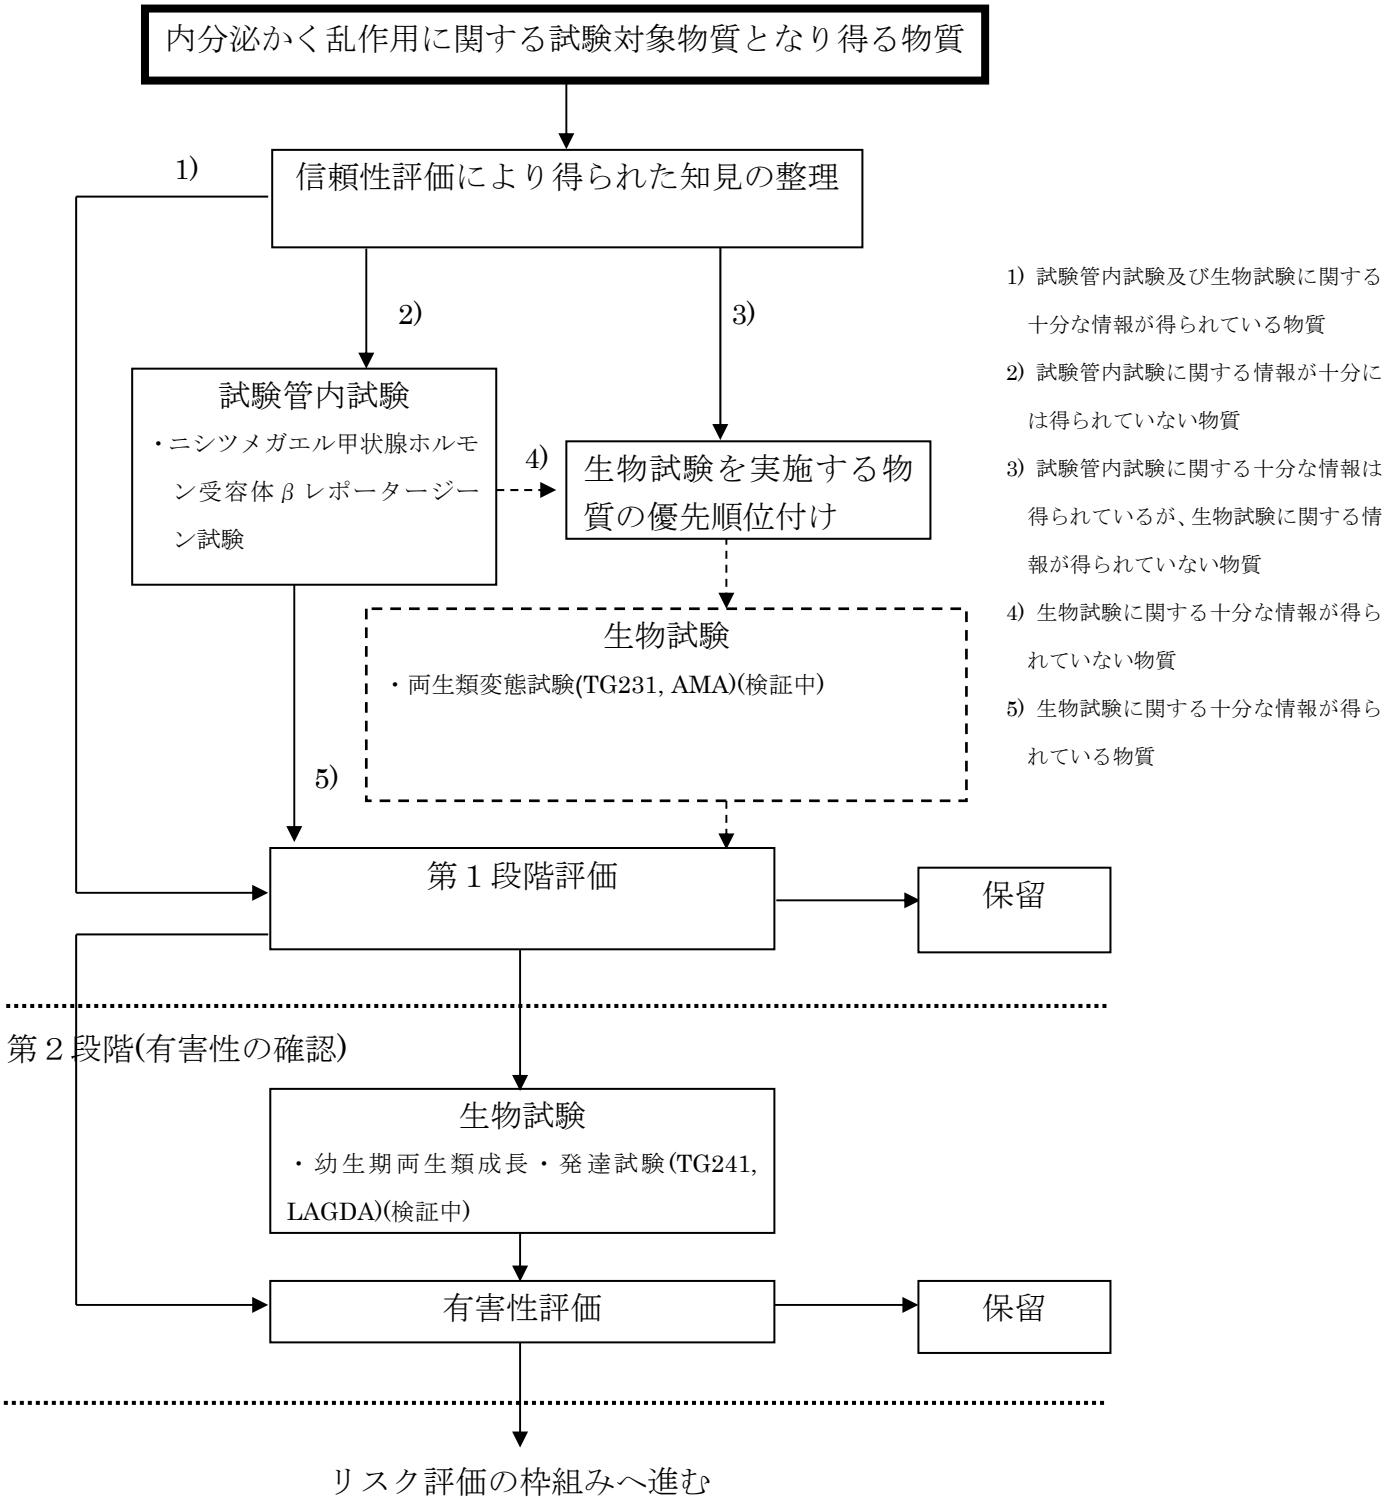 内分泌かく乱作用に関する試験対象物質となり得る物質
1)
信頼性評価により得られた知見の整理
2)
3)
試験管内試験
・ニシツメガエル甲状腺ホルモ
ン受容体βレポータージー
ン試験
4)
生物試験を実施する物
質の優先順位付け
生物試験
・両生類変態試験(TG231, AMA)(検証中)
5)
1) 試験管内試験及び生物試験に関する
十分な情報が得られている物質
2) 試験管内試験に関する情報が十分に
は得られていない物質
3) 試験管内試験に関する十分な情報は
得られているが、生物試験に関する情
報が得られていない物質
4) 生物試験に関する十分な情報が得ら
れていない物質
5) 生物試験に関する十分な情報が得ら
れている物質
第１段階評価
保留
第２段階(有害性の確認)
生物試験
・幼生期両生類成長・発達試験(TG241,
LAGDA)(検証中)
有害性評価
保留
リスク評価の枠組みへ進む